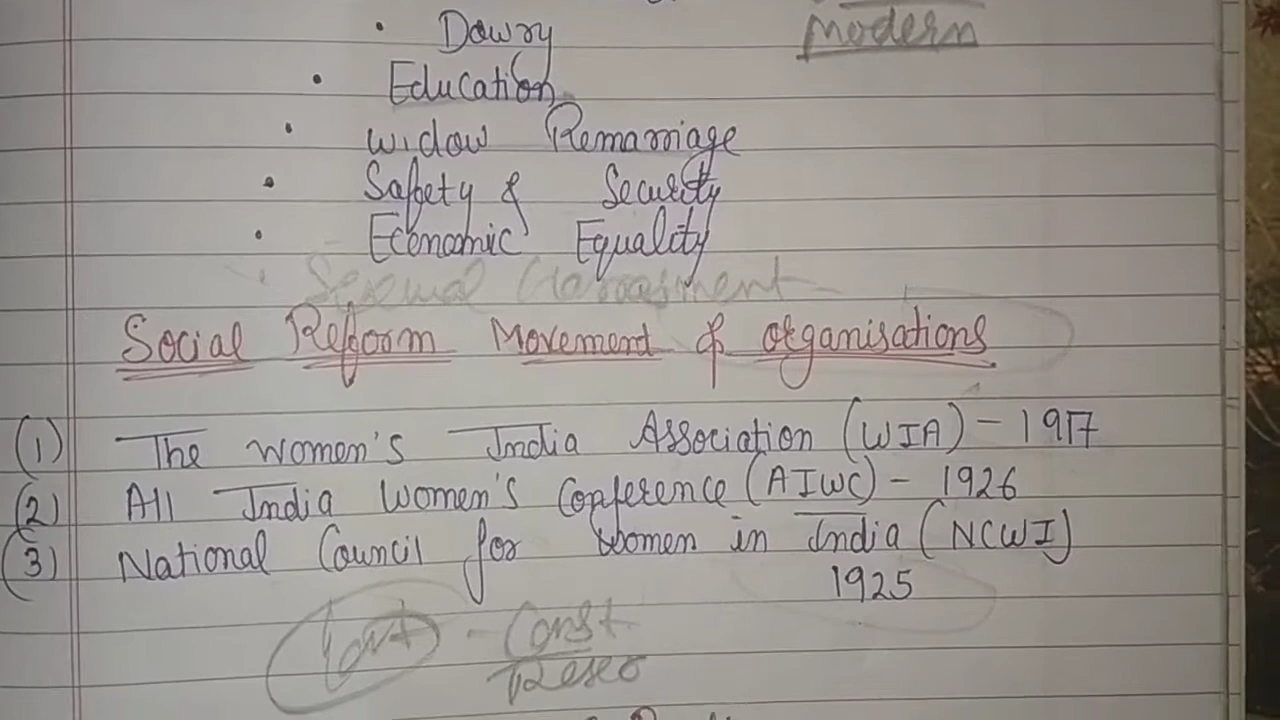 • Dowry
Modern
• Education
• Widow Remarriage
• Safety & Security
• Economic Equality
Social Reform Movement & Organisations
(1) The Women's India Association (WIA) - 1917
(2) All India Women's Conference (AIWC) - 1926
(3) National Council for Women in India (NCWI)
1925
- Const